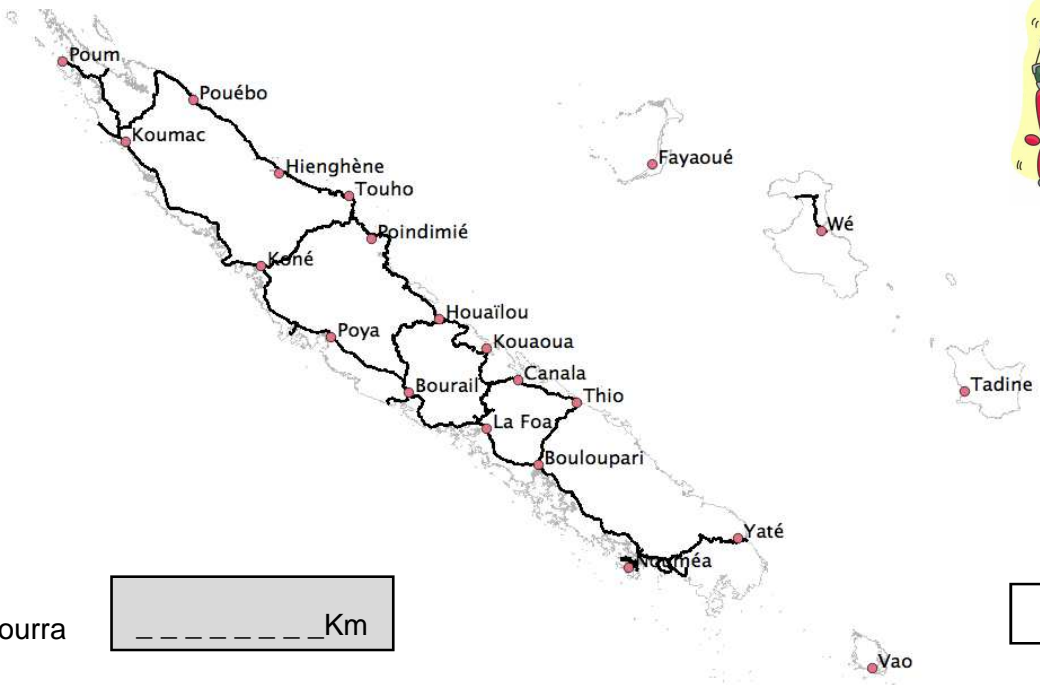 Poum
Pouébo
Koumac
Hienghène
Fayaoué
Touho
Wé
Poindimié
Koné
Houaïlou
Poya
Kouaoua
Canala
Bourail
Tadine
Thio
La Foa
Bouloupari
Yaté
Nouméa
ourra _ _ _ _ _ _ _ _Km
Vao